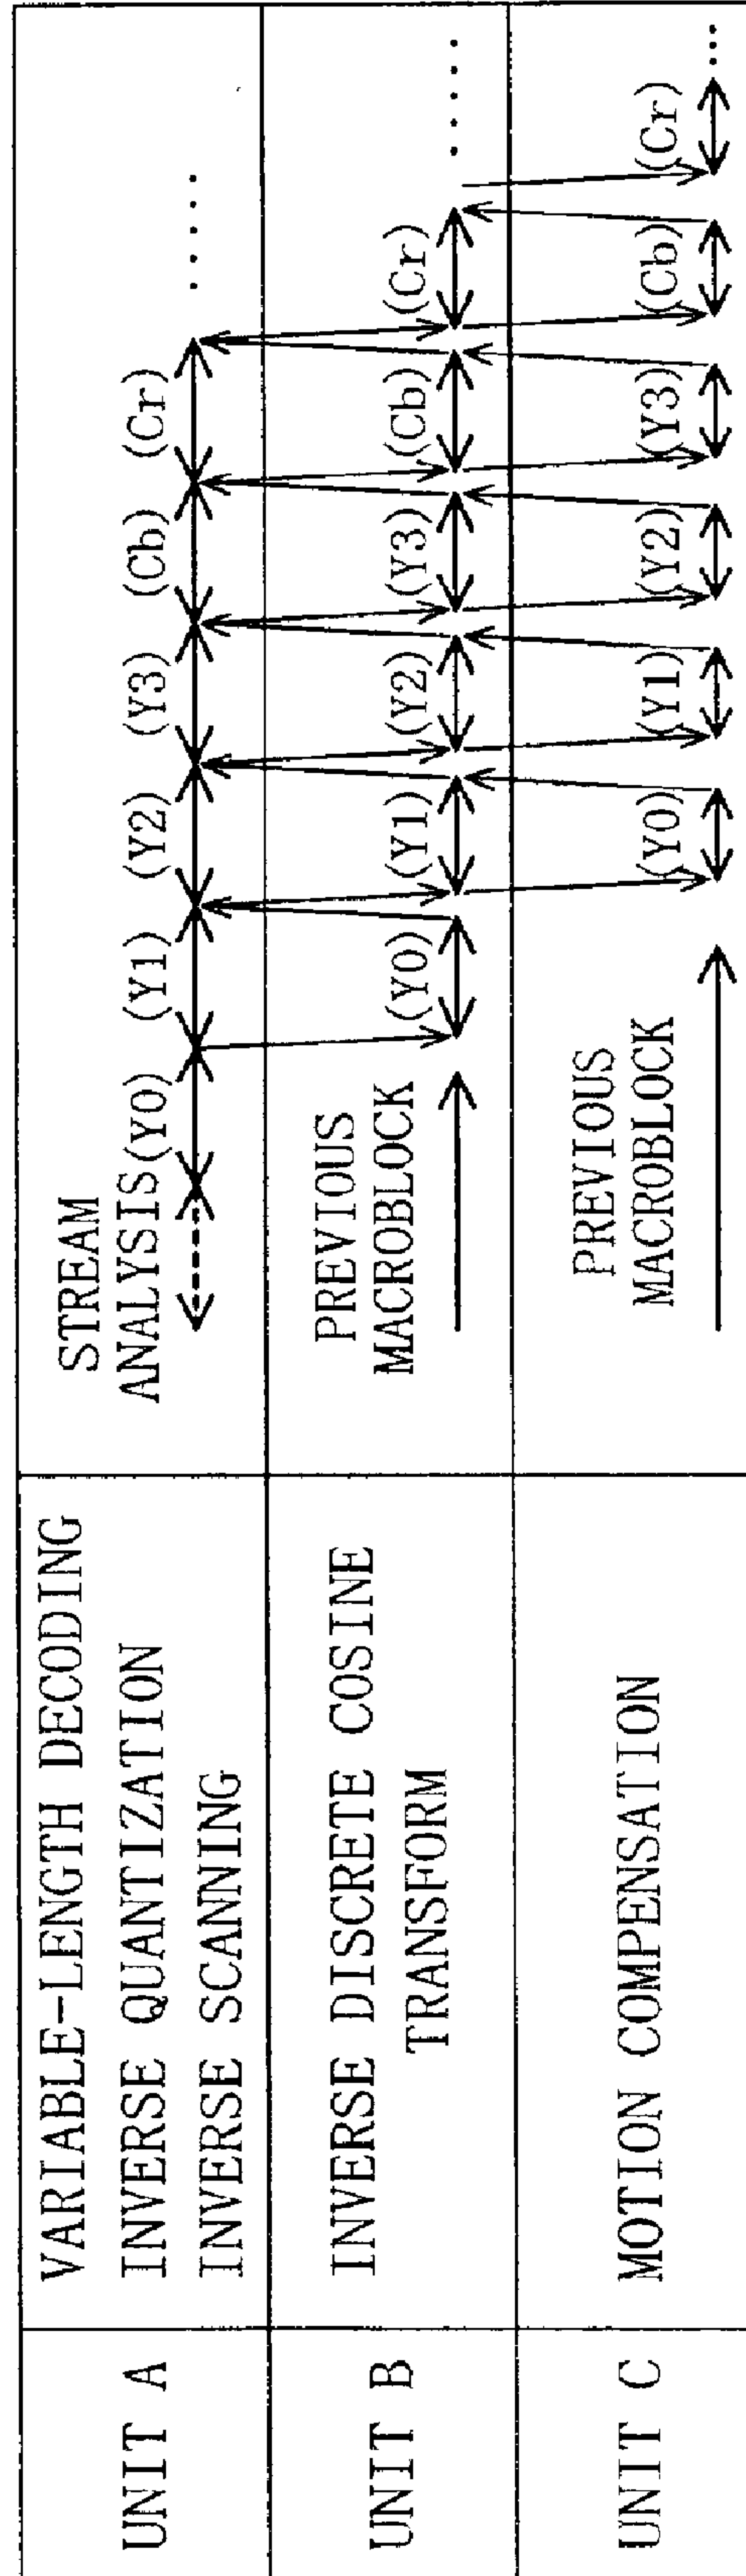 UNIT A
VARIABLE-LENGTH DECODING
INVERSE QUANTIZATION
INVERSE SCANNING
STREAM
ANALYSIS (Y0) (Y1) (Y2) (Y3) (Cb) (Cr) .....
UNIT B
INVERSE DISCRETE COSINE
TRANSFORM
PREVIOUS
MACROBLOCK (Y0) (Y1) (Y2) (Y3) (Cb) (Cr) .....
UNIT C
MOTION COMPENSATION
PREVIOUS
MACROBLOCK (Y0) (Y1) (Y2) (Y3) (Cb) (Cr) ...